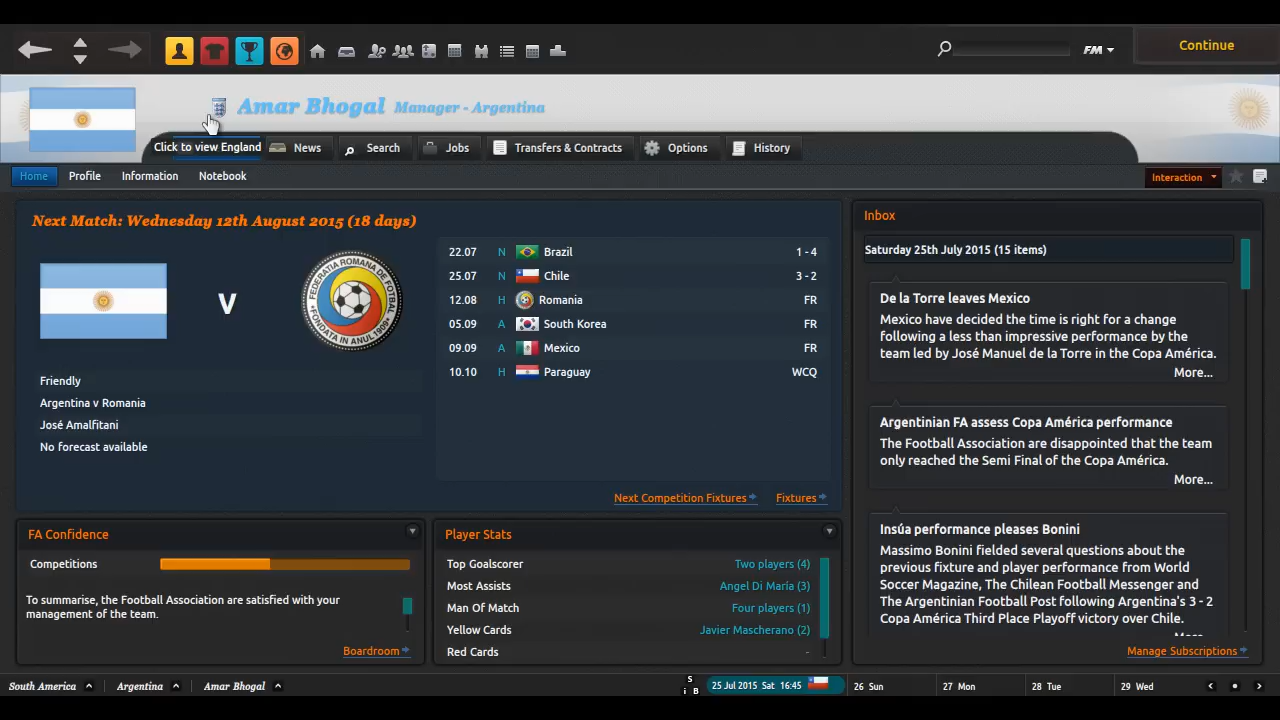 FM
Continue
Amar Bhogal Manager - Argentina
Click to view England
News
Search
Jobs
Transfers & Contracts
Options
History
Home
Profile
Information
Notebook
Interaction
Next Match: Wednesday 12th August 2015 (18 days)
V
FEDERATIA ROMANA DE FOTBAL
FONDATA IN ANUL 1909
Friendly
Argentina v Romania
José Amalfitani
No forecast available
22.07 N Brazil 1 - 4
25.07 N Chile 3 - 2
12.08 H Romania FR
05.09 A South Korea FR
09.09 A Mexico FR
10.10 H Paraguay WCQ
Next Competition Fixtures
Fixtures
Inbox
Saturday 25th July 2015 (15 items)
De la Torre leaves Mexico
Mexico have decided the time is right for a change
following a less than impressive performance by the
team led by José Manuel de la Torre in the Copa América.
More...
Argentinian FA assess Copa América performance
The Football Association are disappointed that the team
only reached the Semi Final of the Copa América.
More...
Insúa performance pleases Bonini
Massimo Bonini fielded several questions about the
previous fixture and player performance from World
Soccer Magazine, The Chilean Football Messenger and
The Argentinian Football Post following Argentina's 3 - 2
Copa América Third Place Playoff victory over Chile.
More...
Manage Subscriptions
FA Confidence
Competitions
To summarise, the Football Association are satisfied with your
management of the team.
Boardroom
Player Stats
Top Goalscorer Two players (4)
Most Assists Angel Di María (3)
Man Of Match Four players (1)
Yellow Cards Javier Mascherano (2)
Red Cards -
South America
Argentina
Amar Bhogal
S
i B
25 Jul 2015 Sat 16:45
26 Sun
27 Mon
28 Tue
29 Wed